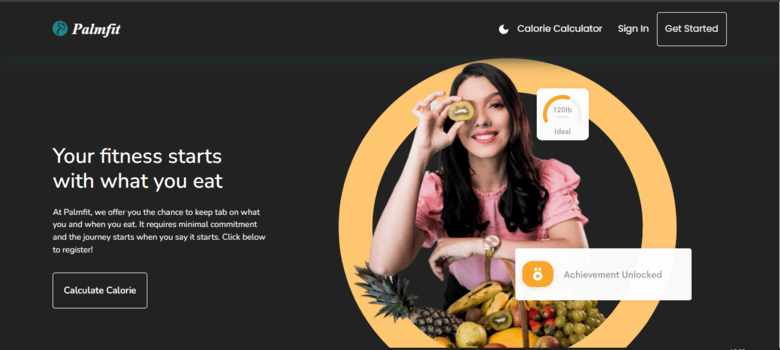 Palmfit
Calorie Calculator
Sign In
Get Started
120lb
Ideal
Your fitness starts
with what you eat
At Palmfit, we offer you the chance to keep tab on what
you and when you eat. It requires minimal commitment
and the journey starts when you say it starts. Click below
to register!
Achievement Unlocked
Calculate Calorie